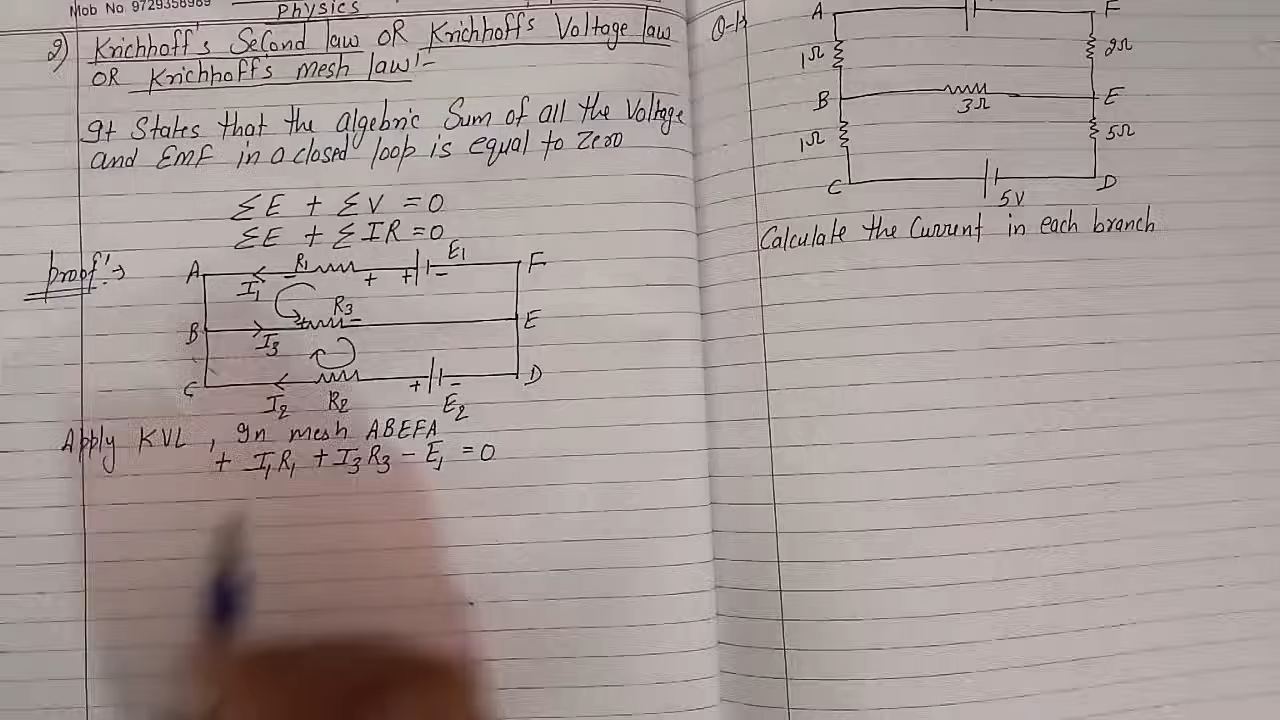 Mob No 9729358989
Physics
2) Krichhoff's Second law OR Krichhoff's Voltage law
OR Krichhoff's mesh law:-
It States that the algebric Sum of all the Voltage
and Emf in a closed loop is equal to Zero
ΣE + ΣV = 0
ΣE + ΣIR = 0
Proof:→
A I₁ R₁ + + E₁ - F
B I₃ R₃ - E
C I₂ R₂ + E₂ - D
Apply KVL, In mesh ABEFA
+ I₁R₁ + I₃R₃ - E₁ = 0
Q-1:
A F
1Ω 2Ω
B 3Ω E
1Ω 5Ω
C 5V D
Calculate the Current in each branch